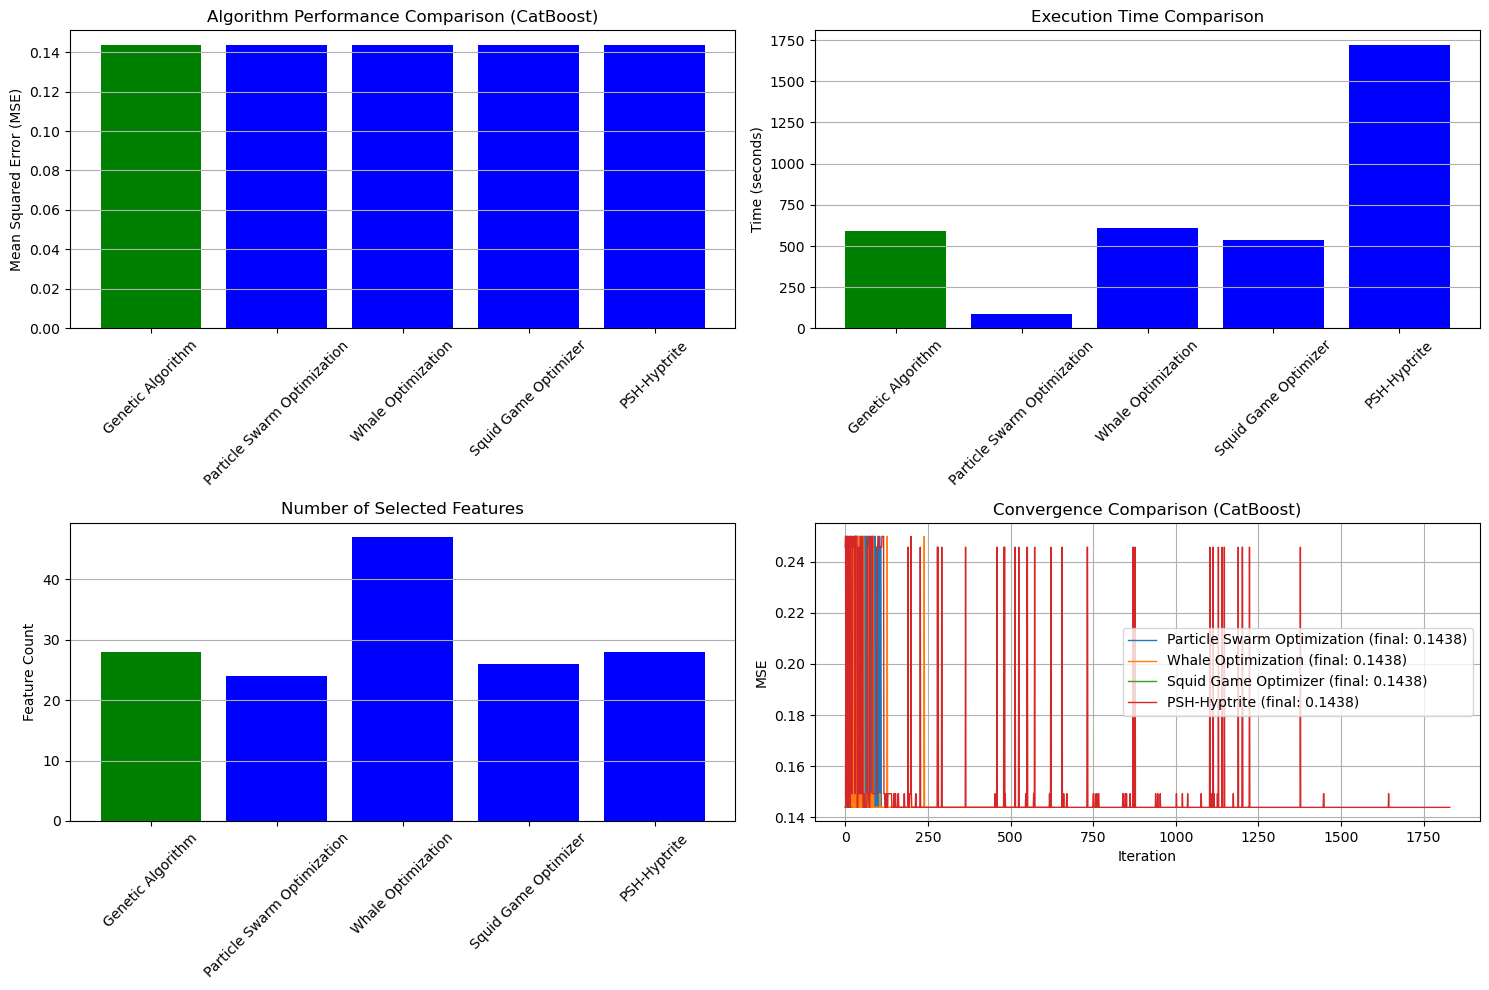 Algorithm Performance Comparison (CatBoost)
Mean Squared Error (MSE)
0.14
0.12
0.10
0.08
0.06
0.04
0.02
0.00
Genetic Algorithm
Particle Swarm Optimization
Whale Optimization
Squid Game Optimizer
PSH-Hyptrite
Execution Time Comparison
Time (seconds)
1750
1500
1250
1000
750
500
250
0
Genetic Algorithm
Particle Swarm Optimization
Whale Optimization
Squid Game Optimizer
PSH-Hyptrite
Number of Selected Features
Feature Count
40
30
20
10
0
Genetic Algorithm
Particle Swarm Optimization
Whale Optimization
Squid Game Optimizer
PSH-Hyptrite
Convergence Comparison (CatBoost)
MSE
0.24
0.22
0.20
0.18
0.16
0.14
Particle Swarm Optimization (final: 0.1438)
Whale Optimization (final: 0.1438)
Squid Game Optimizer (final: 0.1438)
PSH-Hyptrite (final: 0.1438)
0 250 500 750 1000 1250 1500 1750
Iteration